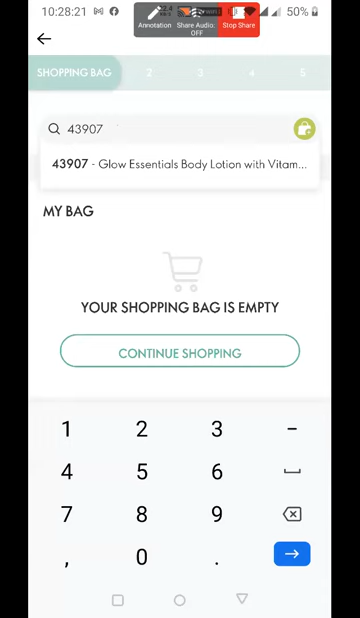 10:28:21
50%
Annotation
Share Audio:
OFF
Stop Share
SHOPPING BAG
2
3
4
5
43907
43907 - Glow Essentials Body Lotion with Vitam...
MY BAG
YOUR SHOPPING BAG IS EMPTY
CONTINUE SHOPPING
1 2 3 -
4 5 6
7 8 9
, 0 .